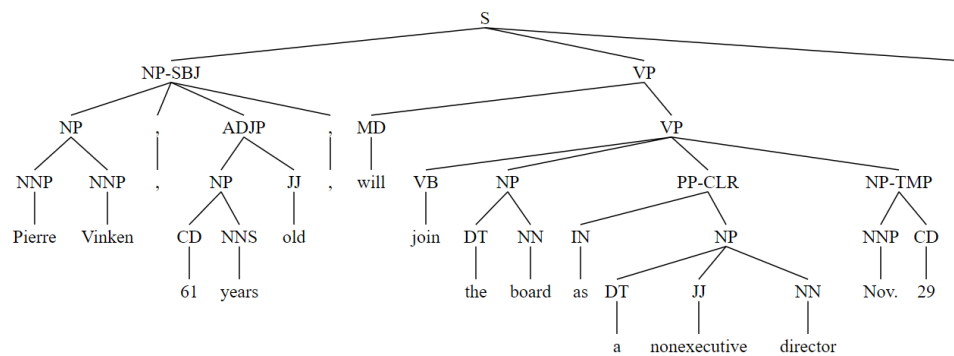 S
NP-SBJ VP
NP , ADJP , MD VP
NNP NNP , NP JJ , will VB NP PP-CLR NP-TMP
Pierre Vinken CD NNS old join DT NN IN NP NNP CD
61 years the board as DT JJ NN Nov. 29
a nonexecutive director